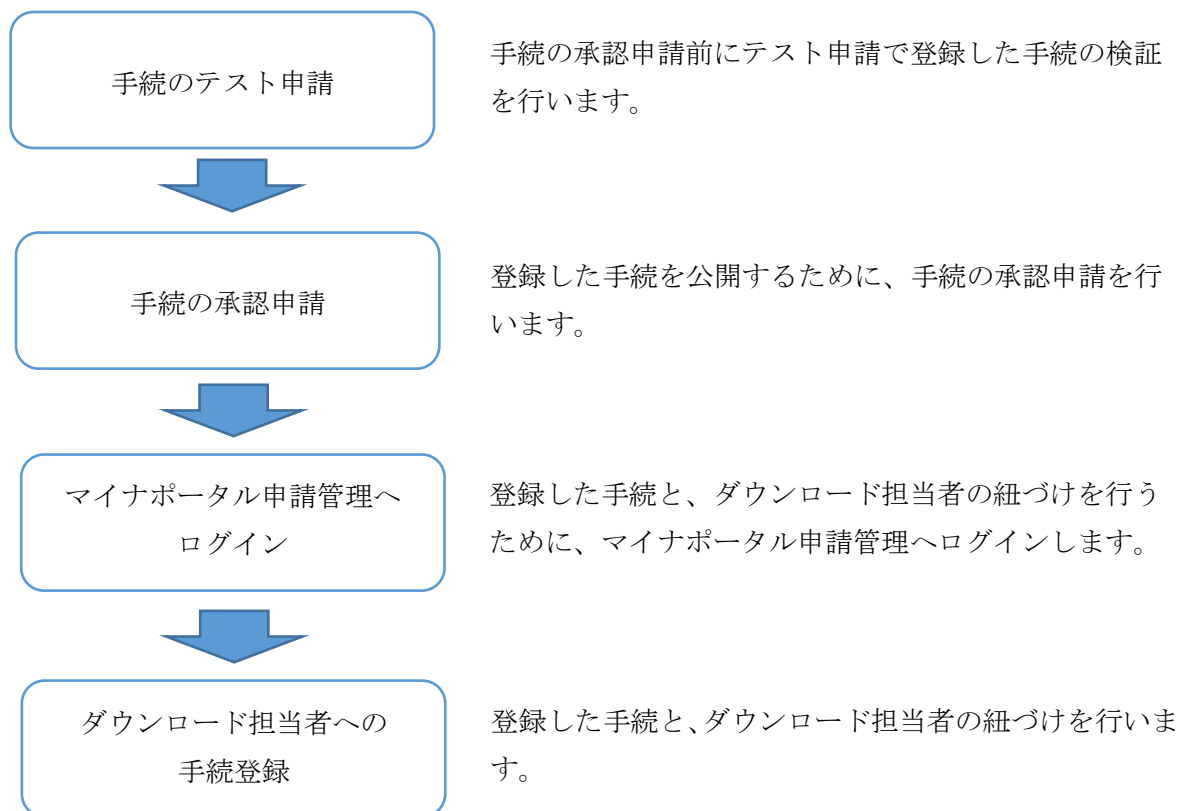 手続のテスト申請
手続の承認申請前にテスト申請で登録した手続の検証
を行います。
手続の承認申請
登録した手続を公開するために、手続の承認申請を行
います。
マイナポータル申請管理へ
ログイン
登録した手続と、ダウンロード担当者の紐づけを行う
ために、マイナポータル申請管理へログインします。
ダウンロード担当者への
手続登録
登録した手続と、ダウンロード担当者の紐づけを行いま
す。